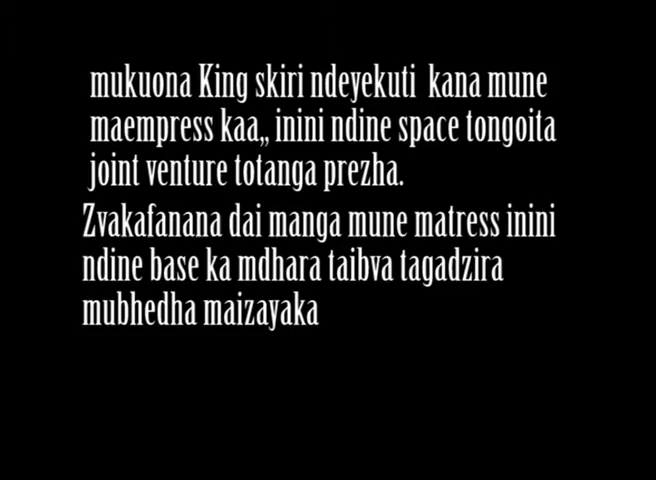 mukuona King skiri ndeyekuti kana mune
maempress kaa,, inini ndine space tongoita
joint venture totanga prezha.
Zvakafanana dai manga mune matress inini
ndine base ka mdhara taibva tagadzira
mubhedha maizayaka